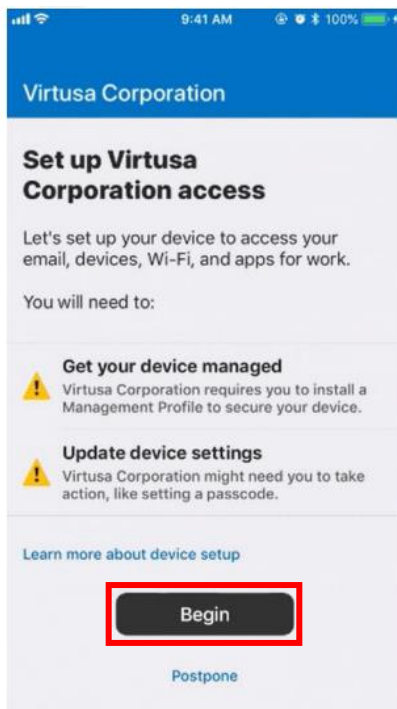 9:41 AM 100%
Virtusa Corporation
Set up Virtusa
Corporation access
Let's set up your device to access your
email, devices, Wi-Fi, and apps for work.
You will need to:
Get your device managed
Virtusa Corporation requires you to install a
Management Profile to secure your device.
Update device settings
Virtusa Corporation might need you to take
action, like setting a passcode.
Learn more about device setup
Begin
Postpone